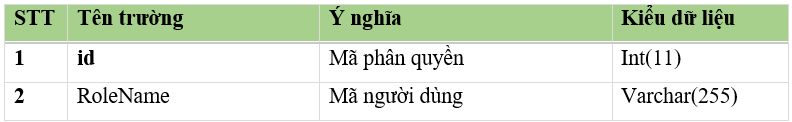 STT Tên trường Ý nghĩa Kiểu dữ liệu
1 id Mã phân quyền Int(11)
2 RoleName Mã người dùng Varchar(255)